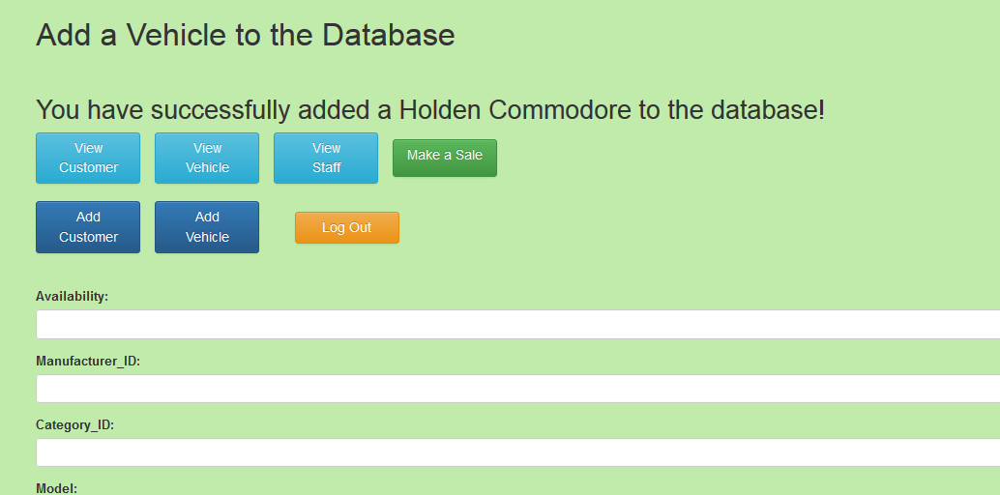 Add a Vehicle to the Database
You have successfully added a Holden Commodore to the database!
View
Customer
View
Vehicle
View
Staff
Make a Sale
Add
Customer
Add
Vehicle
Log Out
Availability:
Manufacturer_ID:
Category_ID:
Model: